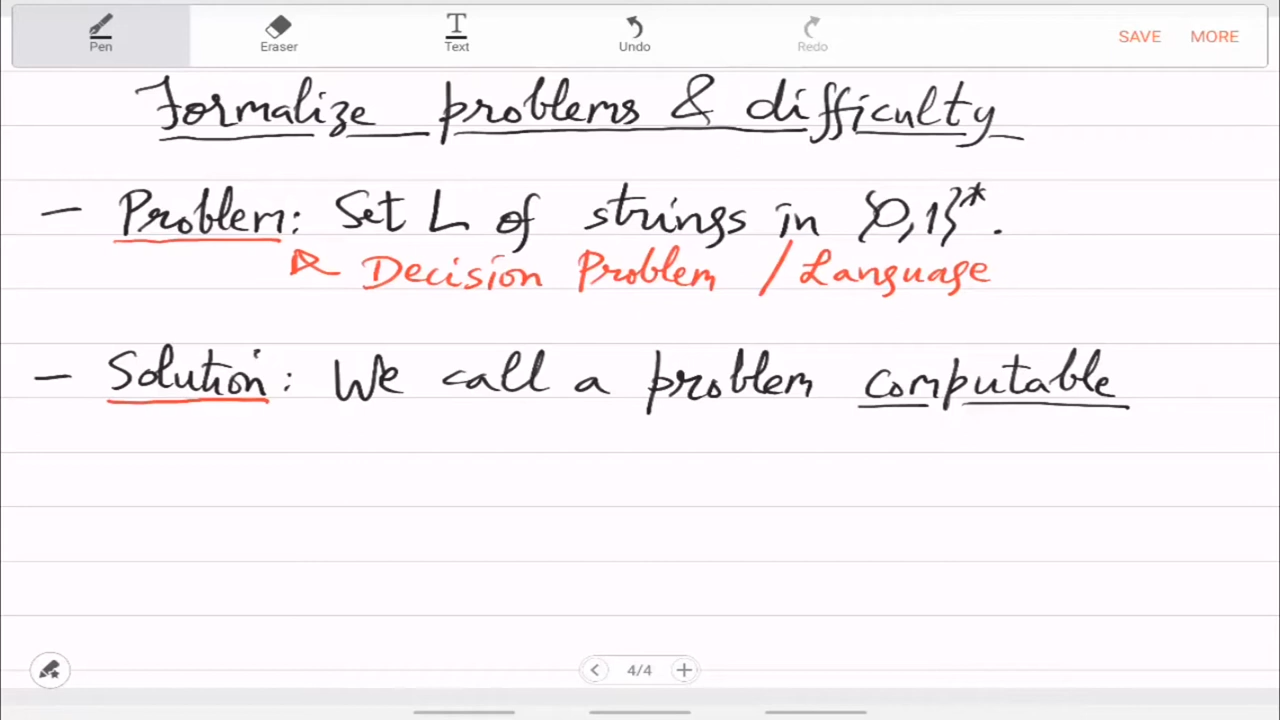 Pen Eraser Text Undo Redo SAVE MORE
Formalize problems & difficulty
- Problem: Set L of strings in {0,1}*.
Decision Problem / Language
- Solution: We call a problem computable
4/4